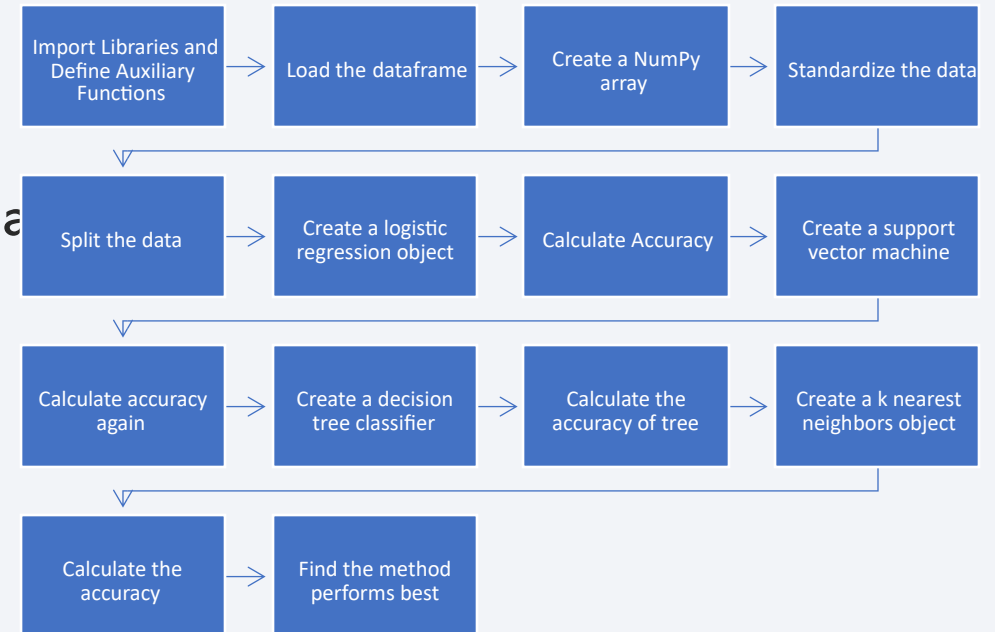 Import Libraries and
Define Auxiliary
Functions
Load the dataframe
Create a NumPy
array
Standardize the data
a
Split the data
Create a logistic
regression object
Calculate Accuracy
Create a support
vector machine
Calculate accuracy
again
Create a decision
tree classifier
Calculate the
accuracy of tree
Create a k nearest
neighbors object
Calculate the
accuracy
Find the method
performs best